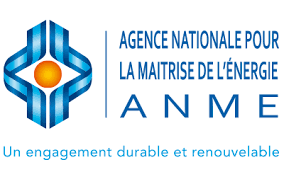 AGENCE NATIONALE POUR
LA MAITRISE DE L'ÉNERGIE
ANME
Un engagement durable et renouvelable